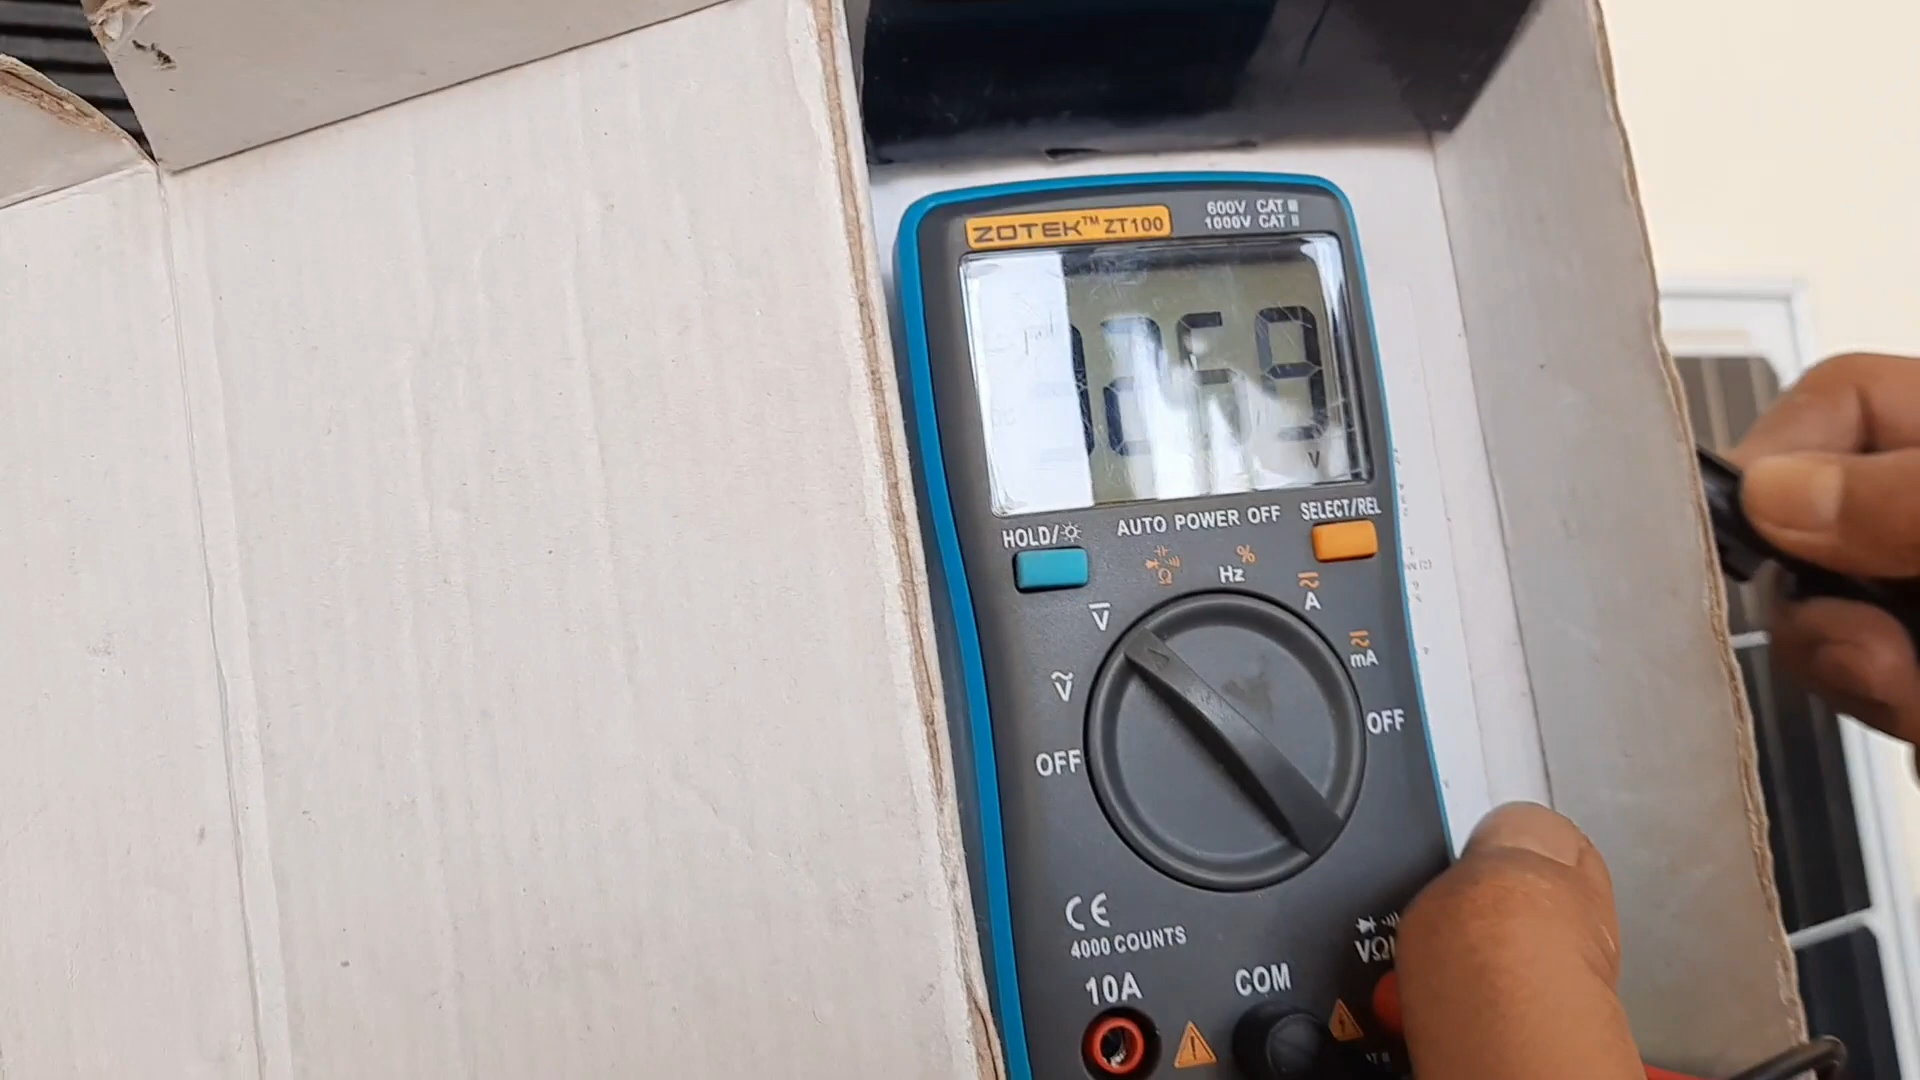 ZOTEK™ ZT100
600V CAT III
1000V CAT II
V
HOLD/
AUTO POWER OFF
SELECT/REL
%
Hz
Ω
A
mA
V
V
OFF
OFF
CE
4000 COUNTS
10A
COM
VΩ